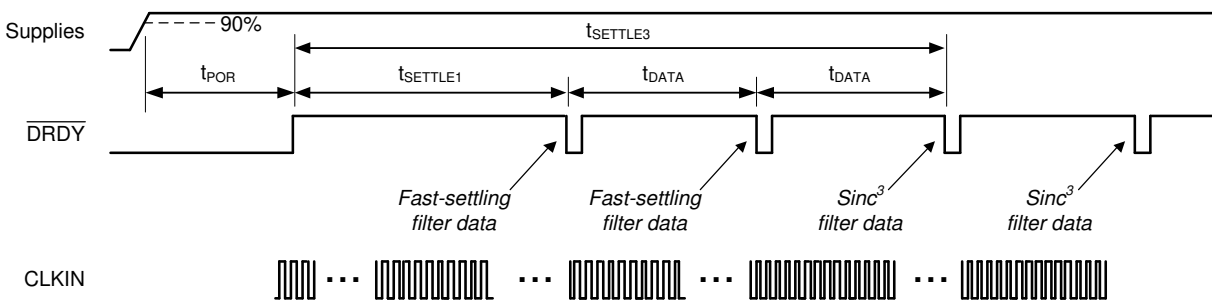 Supplies
90%
tSETTLE3
tPOR
tSETTLE1
tDATA
tDATA
DRDY
Fast-settling
filter data
Fast-settling
filter data
Sinc³
filter data
Sinc³
filter data
CLKIN
...
...
...
...